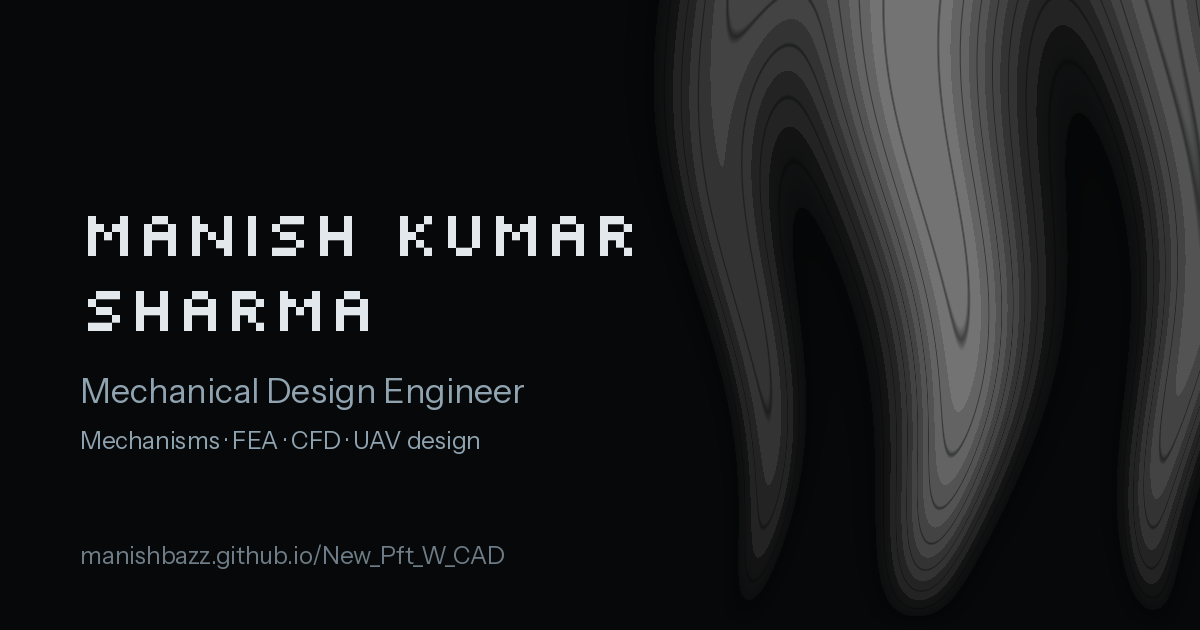 MANISH KUMAR
SHARMA
Mechanical Design Engineer
Mechanisms · FEA · CFD · UAV design
manishbazz.github.io/New_Pft_W_CAD